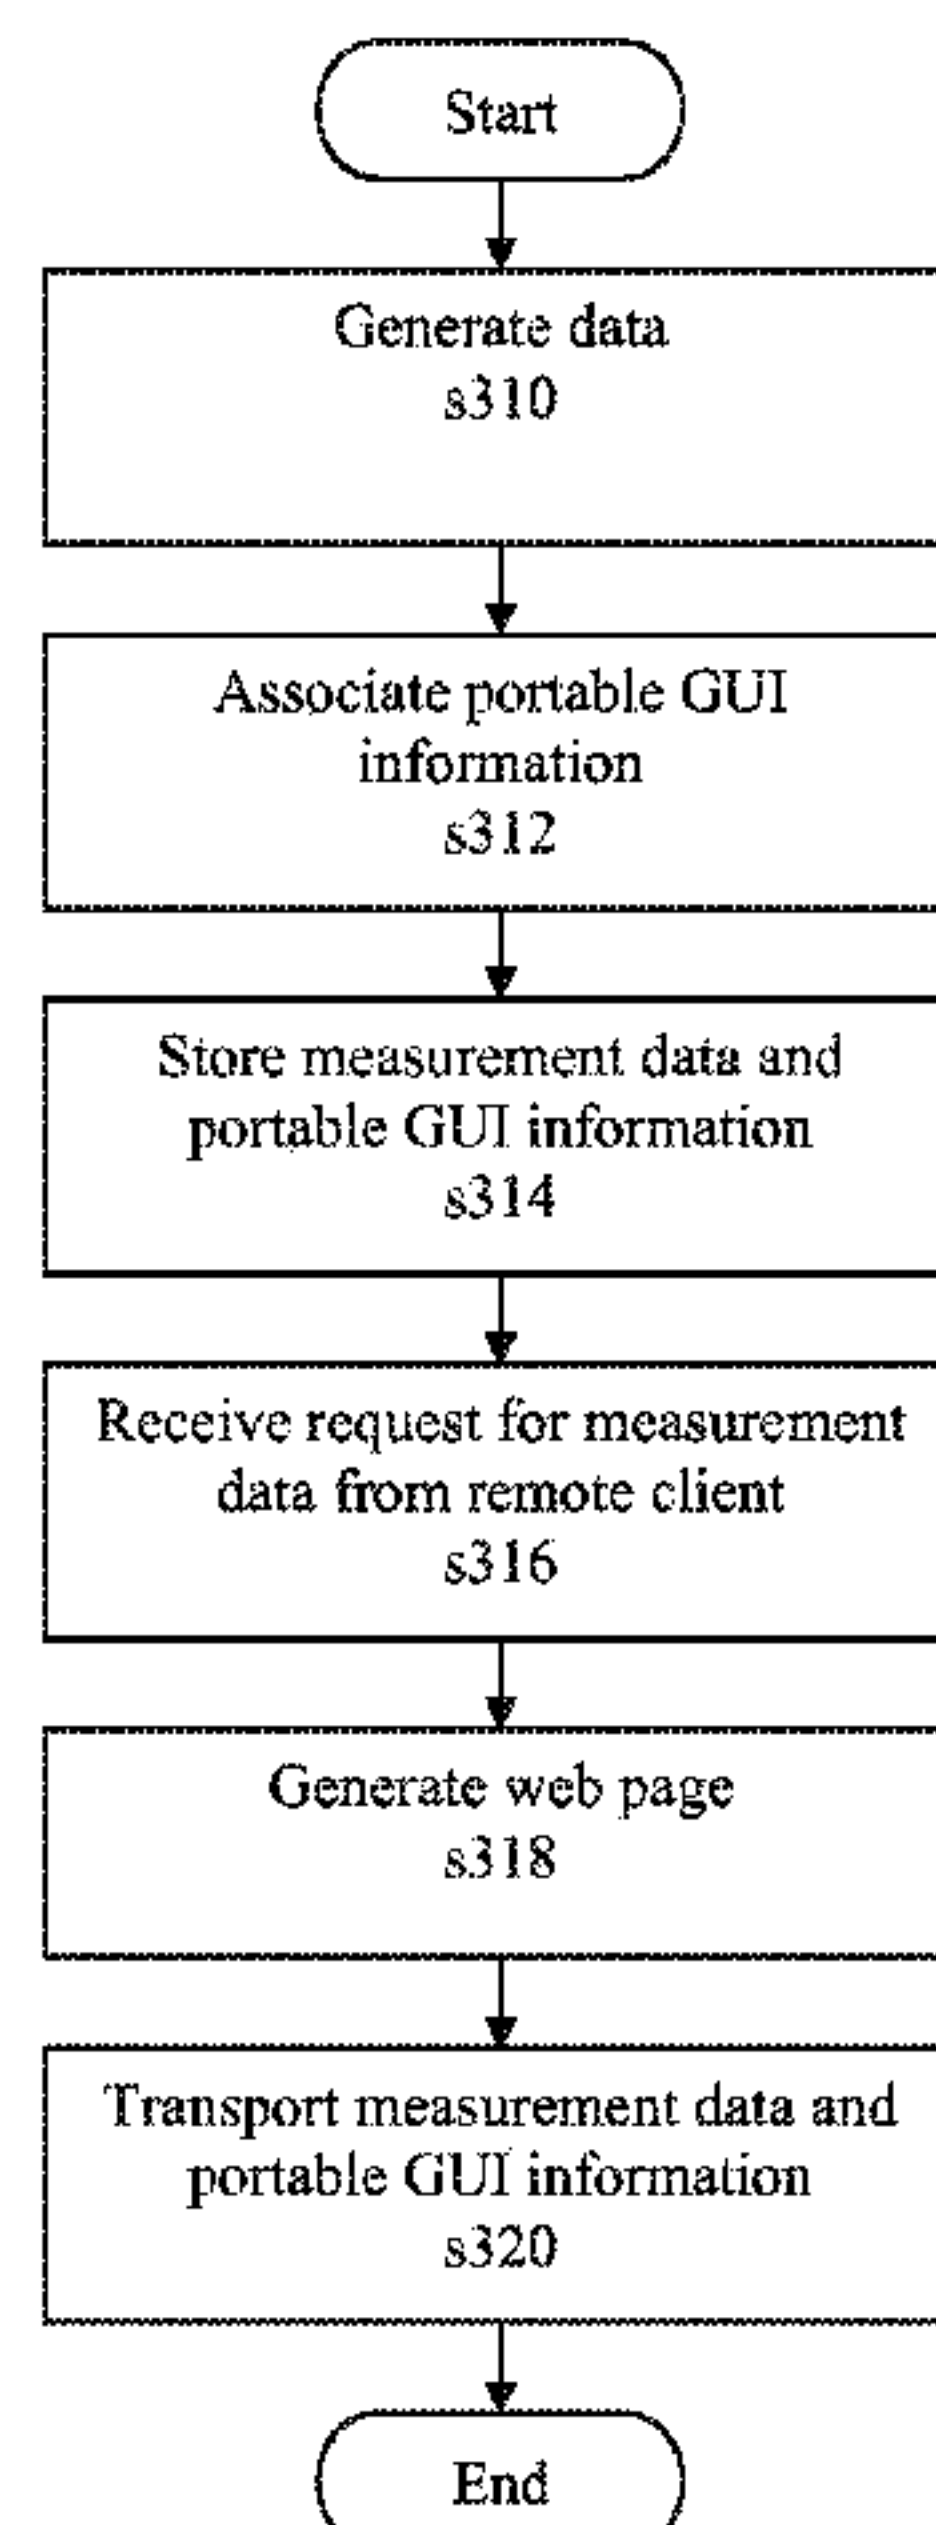 Start
Generate data
s310
Associate portable GUI
information
s312
Store measurement data and
portable GUI information
s314
Receive request for measurement
data from remote client
s316
Generate web page
s318
Transport measurement data and
portable GUI information
s320
End